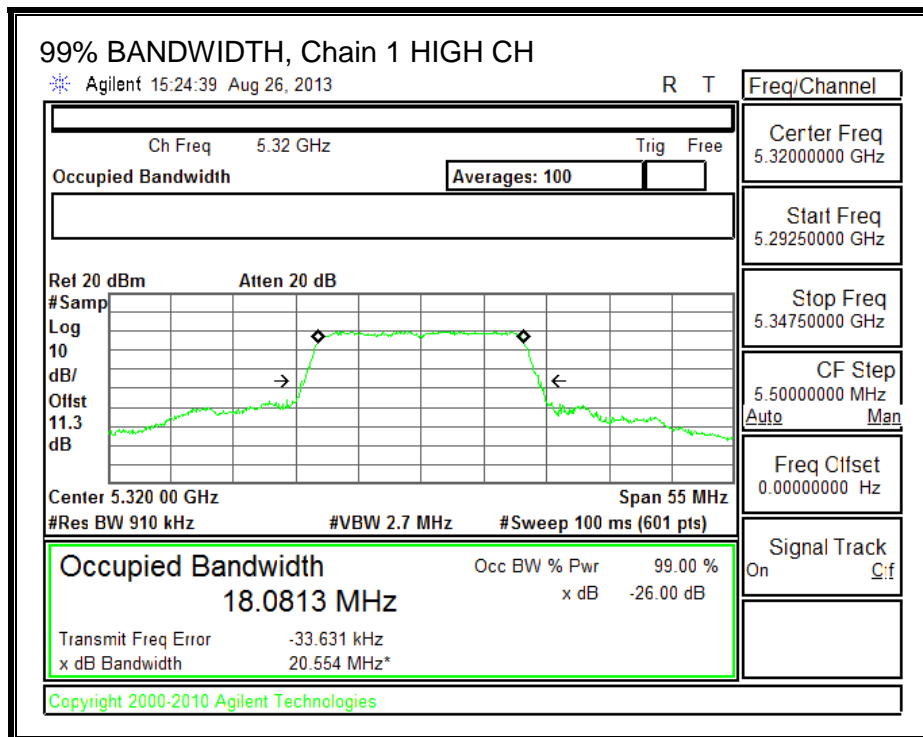 99% BANDWIDTH, Chain 1 HIGH CH
Agilent 15:24:39 Aug 26, 2013 R T
Freq/Channel
Ch Freq 5.32 GHz Trig Free
Occupied Bandwidth Averages: 100
Center Freq
5.32000000 GHz
Start Freq
5.29250000 GHz
Stop Freq
5.34750000 GHz
CF Step
5.50000000 MHz
Auto Man
Freq Offset
0.00000000 Hz
Signal Track
On Off
Ref 20 dBm Atten 20 dB
#Samp
Log
10
dB/
Offst
11.3
dB
Center 5.320 00 GHz Span 55 MHz
#Res BW 910 kHz #VBW 2.7 MHz #Sweep 100 ms (601 pts)
Occupied Bandwidth Occ BW % Pwr 99.00 %
18.0813 MHz x dB -26.00 dB
Transmit Freq Error -33.631 kHz
x dB Bandwidth 20.554 MHz*
Copyright 2000-2010 Agilent Technologies